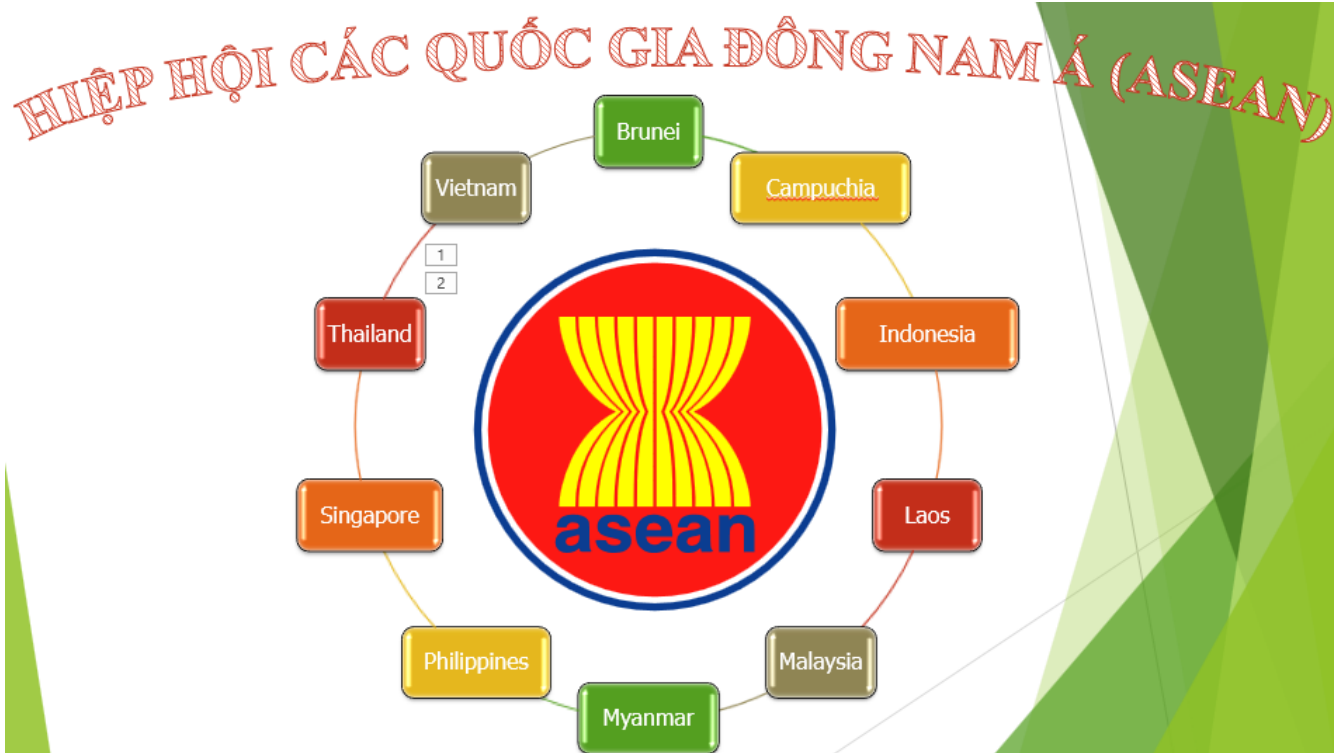 HIỆP HỘI CÁC QUỐC GIA ĐÔNG NAM Á (ASEAN)
Brunei
Campuchia
Indonesia
Laos
Malaysia
Myanmar
Philippines
Singapore
Thailand
Vietnam
1
2
asean